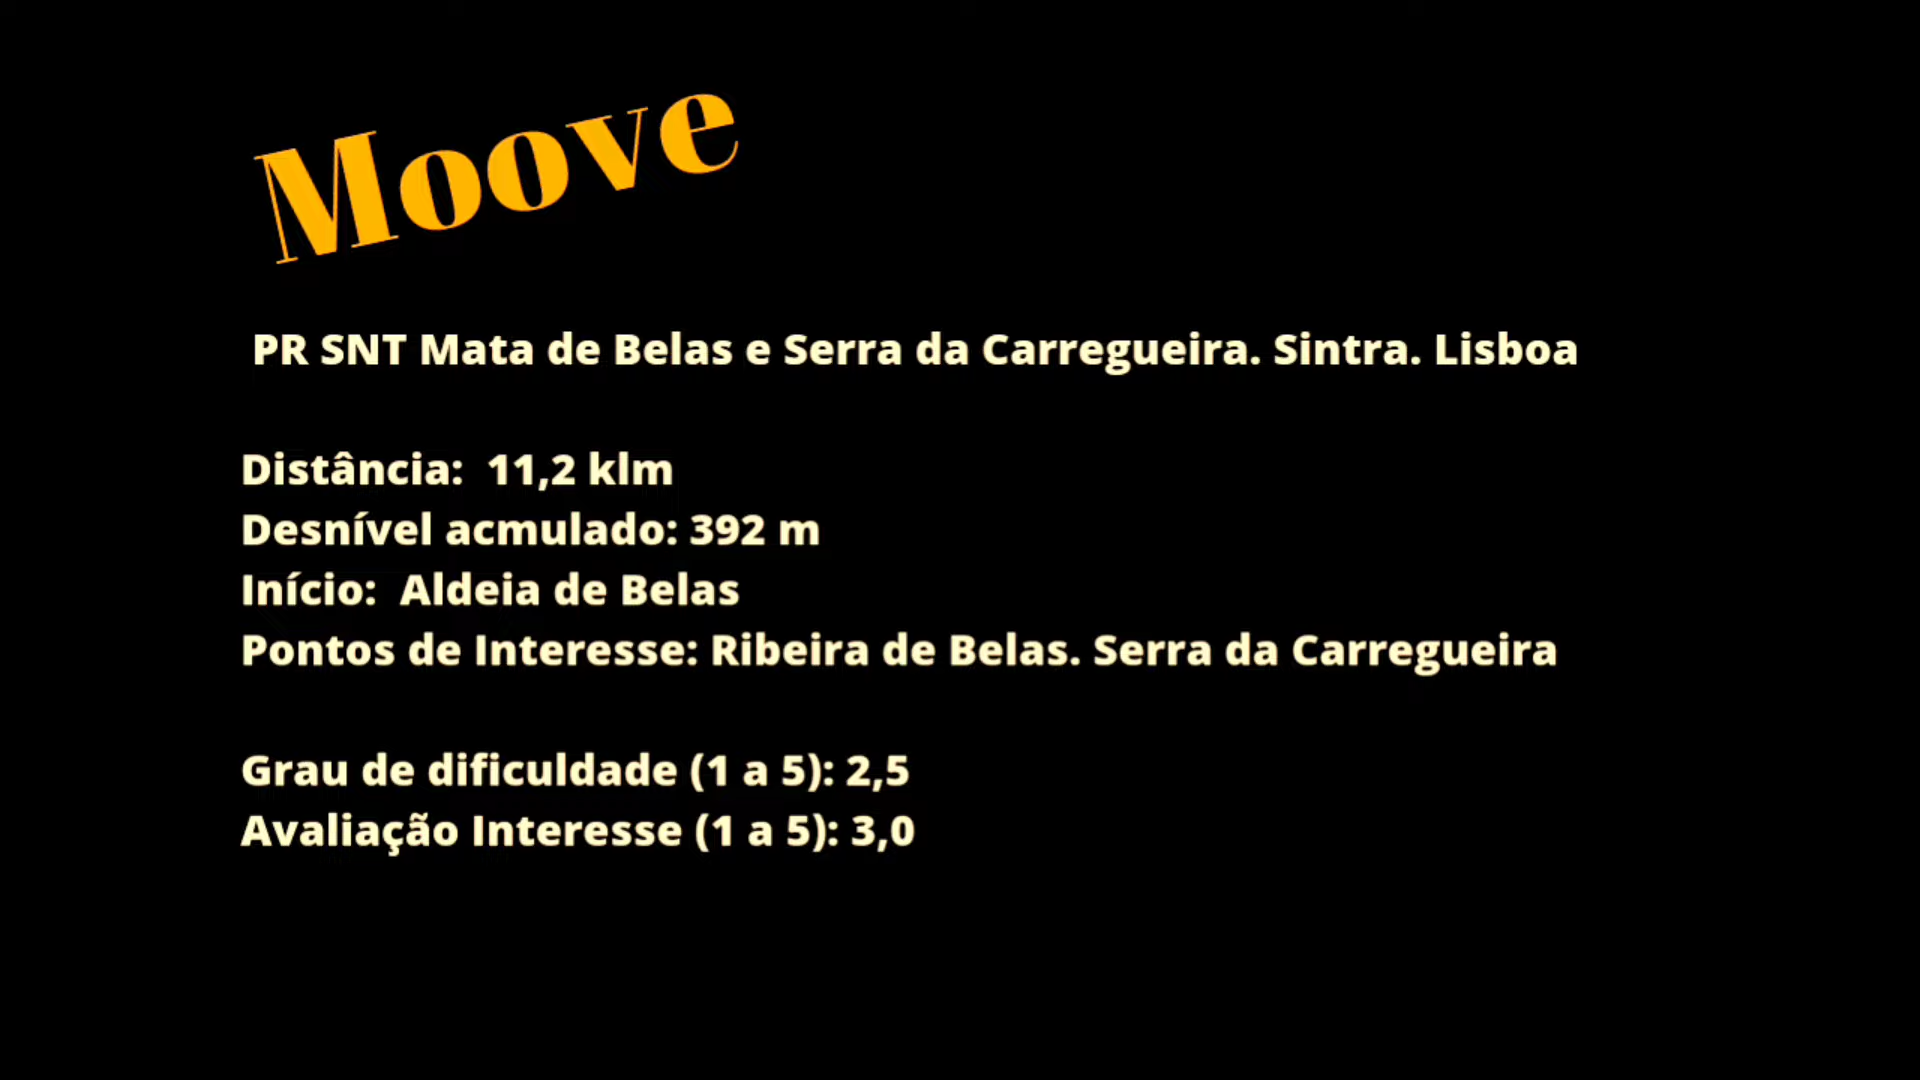 Moove
PR SNT Mata de Belas e Serra da Carregueira. Sintra. Lisboa
Distância: 11,2 klm
Desnível acmulado: 392 m
Início: Aldeia de Belas
Pontos de Interesse: Ribeira de Belas. Serra da Carregueira
Grau de dificuldade (1 a 5): 2,5
Avaliação Interesse (1 a 5): 3,0